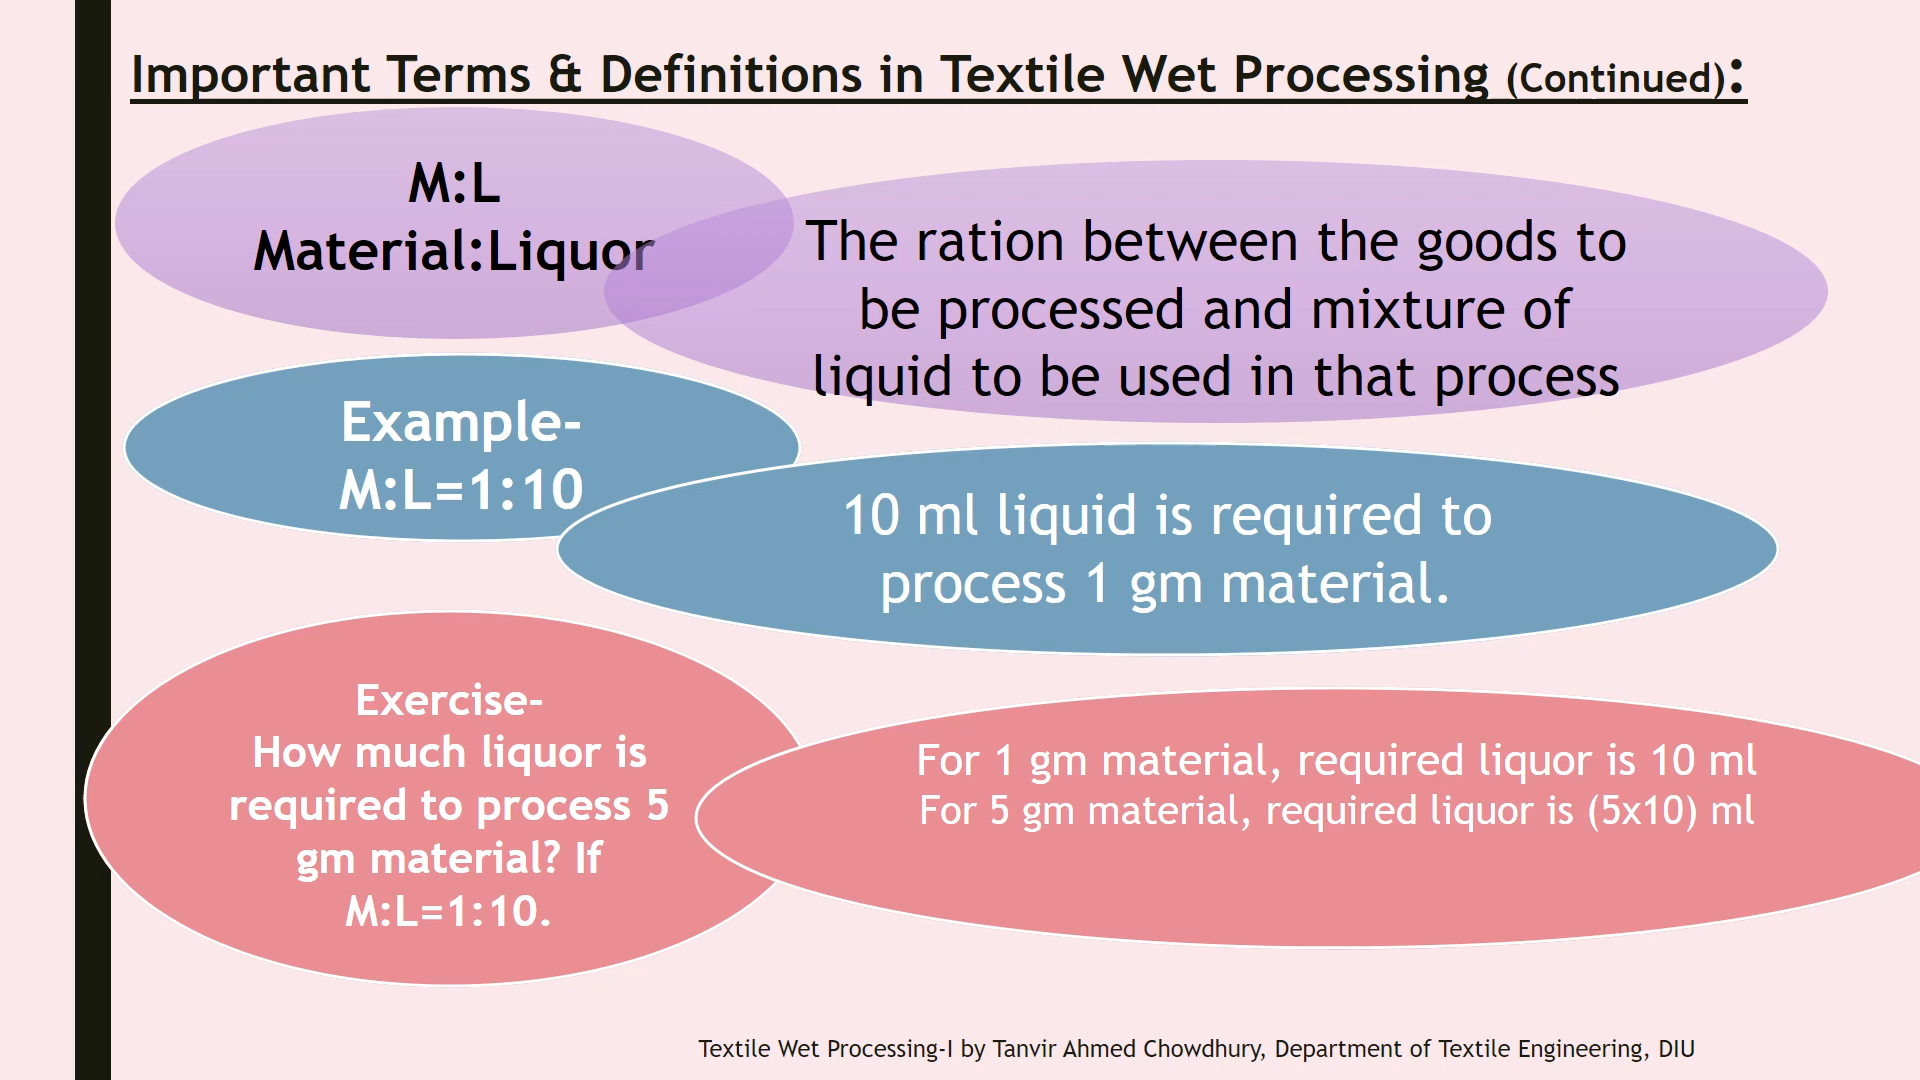 Important Terms & Definitions in Textile Wet Processing (Continued):
M:L
Material:Liquor
The ration between the goods to
be processed and mixture of
liquid to be used in that process
Example-
M:L=1:10
10 ml liquid is required to
process 1 gm material.
Exercise-
How much liquor is
required to process 5
gm material? If
M:L=1:10.
For 1 gm material, required liquor is 10 ml
For 5 gm material, required liquor is (5x10) ml
Textile Wet Processing-I by Tanvir Ahmed Chowdhury, Department of Textile Engineering, DIU